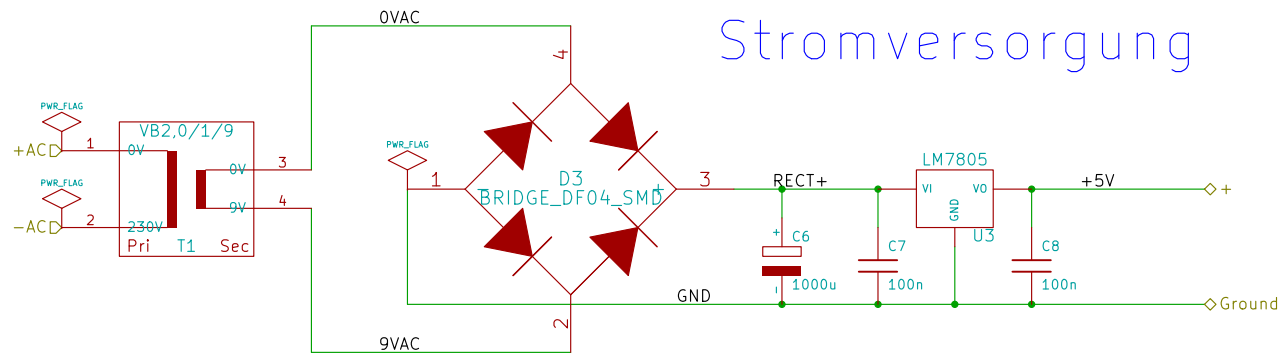 Stromversorgung
0VAC
4
PWR_FLAG
VB2,0/1/9
+AC
1
0V
0V
3
PWR_FLAG
9V
4
-AC
2
230V
Pri
T1
Sec
PWR_FLAG
1
-
D3
BRIDGE_DF04_SMD
+
3
2
9VAC
GND
RECT+
+
C6
1000u
-
C7
100n
LM7805
VI
VO
GND
U3
+5V
C8
100n
+
Ground